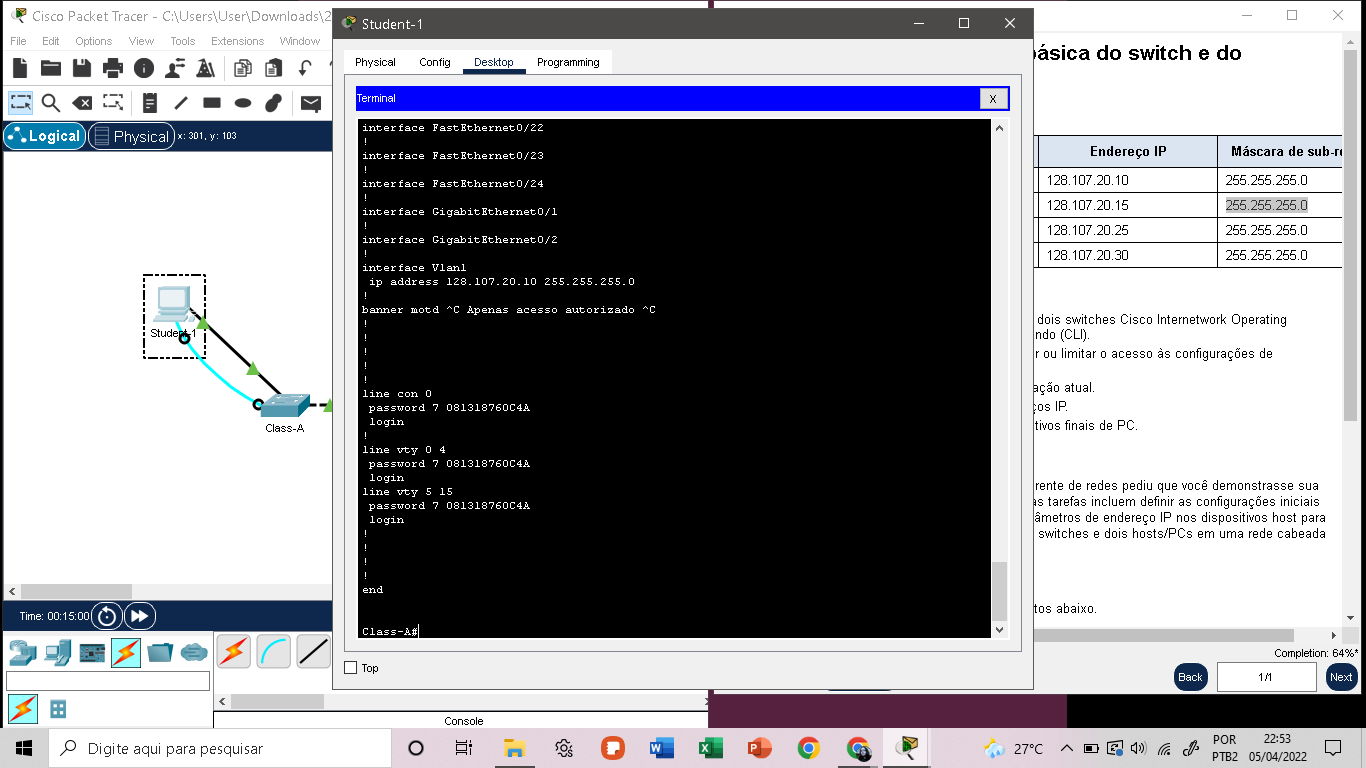 Cisco Packet Tracer - C:\Users\User\Downloads\2
File Edit Options View Tools Extensions Window
Logical
Physical
x: 301, y: 103
Student-1
Class-A
Time: 00:15:00
Console
Student-1
Physical Config Desktop Programming
Terminal
X
interface FastEthernet0/22
!
interface FastEthernet0/23
!
interface FastEthernet0/24
!
interface GigabitEthernet0/1
!
interface GigabitEthernet0/2
!
interface Vlan1
ip address 128.107.20.10 255.255.255.0
!
banner motd ^C Apenas acesso autorizado ^C
!
!
!
!
!
line con 0
password 7 081318760C4A
login
!
line vty 0 4
password 7 081318760C4A
login
line vty 5 15
password 7 081318760C4A
login
!
!
!
!
end
Class-A#
Top
básica do switch e do
Endereço IP Máscara de sub-r
128.107.20.10 255.255.255.0
128.107.20.15 255.255.255.0
128.107.20.25 255.255.255.0
128.107.20.30 255.255.255.0
dois switches Cisco Internetwork Operating
ndo (CLI).
r ou limitar o acesso às configurações de
ação atual.
ços IP.
itivos finais de PC.
rente de redes pediu que você demonstrasse sua
as tarefas incluem definir as configurações iniciais
âmetros de endereço IP nos dispositivos host para
switches e dois hosts/PCs em uma rede cabeada
tos abaixo.
Completion: 64%*
Back
1/1
Next
Digite aqui para pesquisar
27°C
POR
PTB2
22:53
05/04/2022